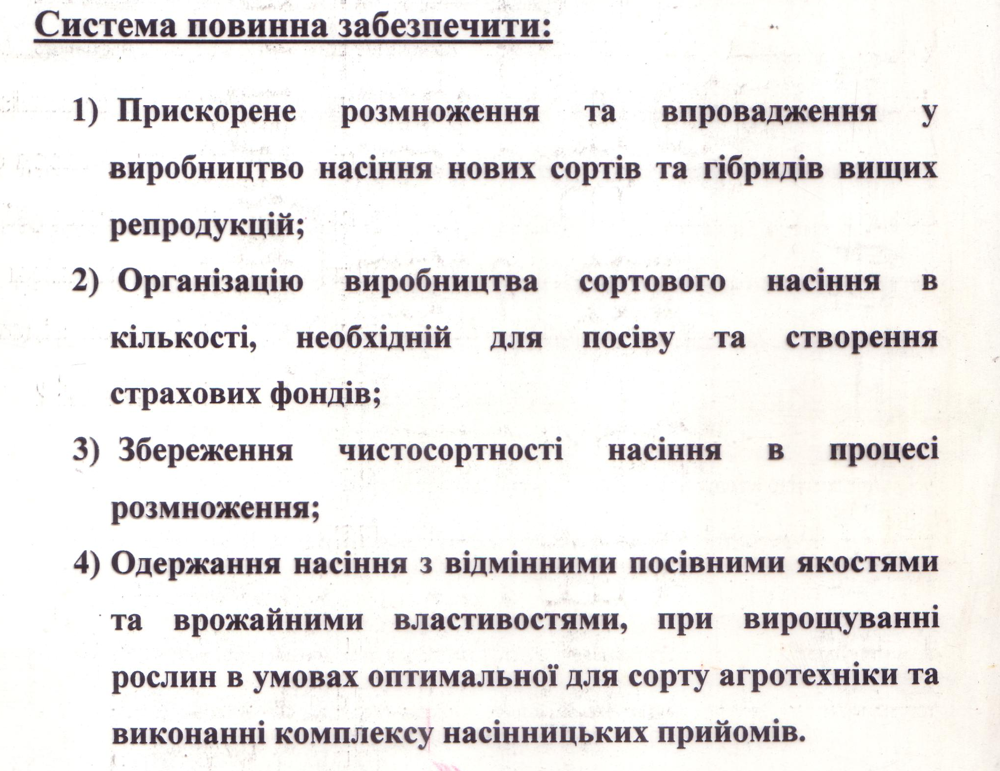 Система повинна забезпечити:
1) Прискорене розмноження та впровадження у
виробництво насіння нових сортів та гібридів вищих
репродукцій;
2) Організацію виробництва сортового насіння в
кількості, необхідній для посіву та створення
страхових фондів;
3) Збереження чистосортності насіння в процесі
розмноження;
4) Одержання насіння з відмінними посівними якостями
та врожайними властивостями, при вирощуванні
рослин в умовах оптимальної для сорту агротехніки та
виконанні комплексу насінницьких прийомів.